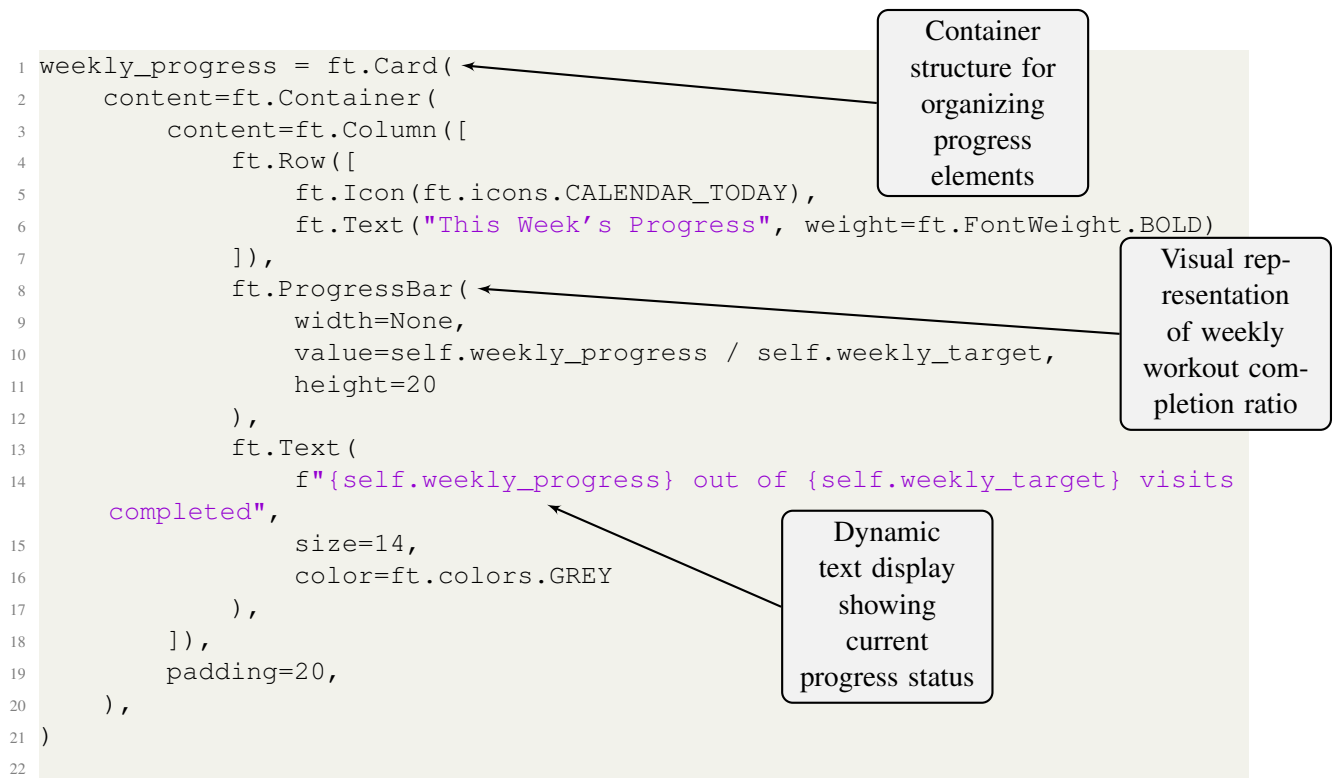 1 weekly_progress = ft.Card(
2     content=ft.Container(
3         content=ft.Column([
4             ft.Row([
5                 ft.Icon(ft.icons.CALENDAR_TODAY),
6                 ft.Text("This Week’s Progress", weight=ft.FontWeight.BOLD)
7             ]),
8             ft.ProgressBar(
9                 width=None,
10                 value=self.weekly_progress / self.weekly_target,
11                 height=20
12             ),
13             ft.Text(
14                 f"{self.weekly_progress} out of {self.weekly_target} visits
completed",
15                 size=14,
16                 color=ft.colors.GREY
17             ),
18         ]),
19         padding=20,
20     ),
21 )
22
Container
structure for
organizing
progress
elements
Visual rep-
resentation
of weekly
workout com-
pletion ratio
Dynamic
text display
showing
current
progress status